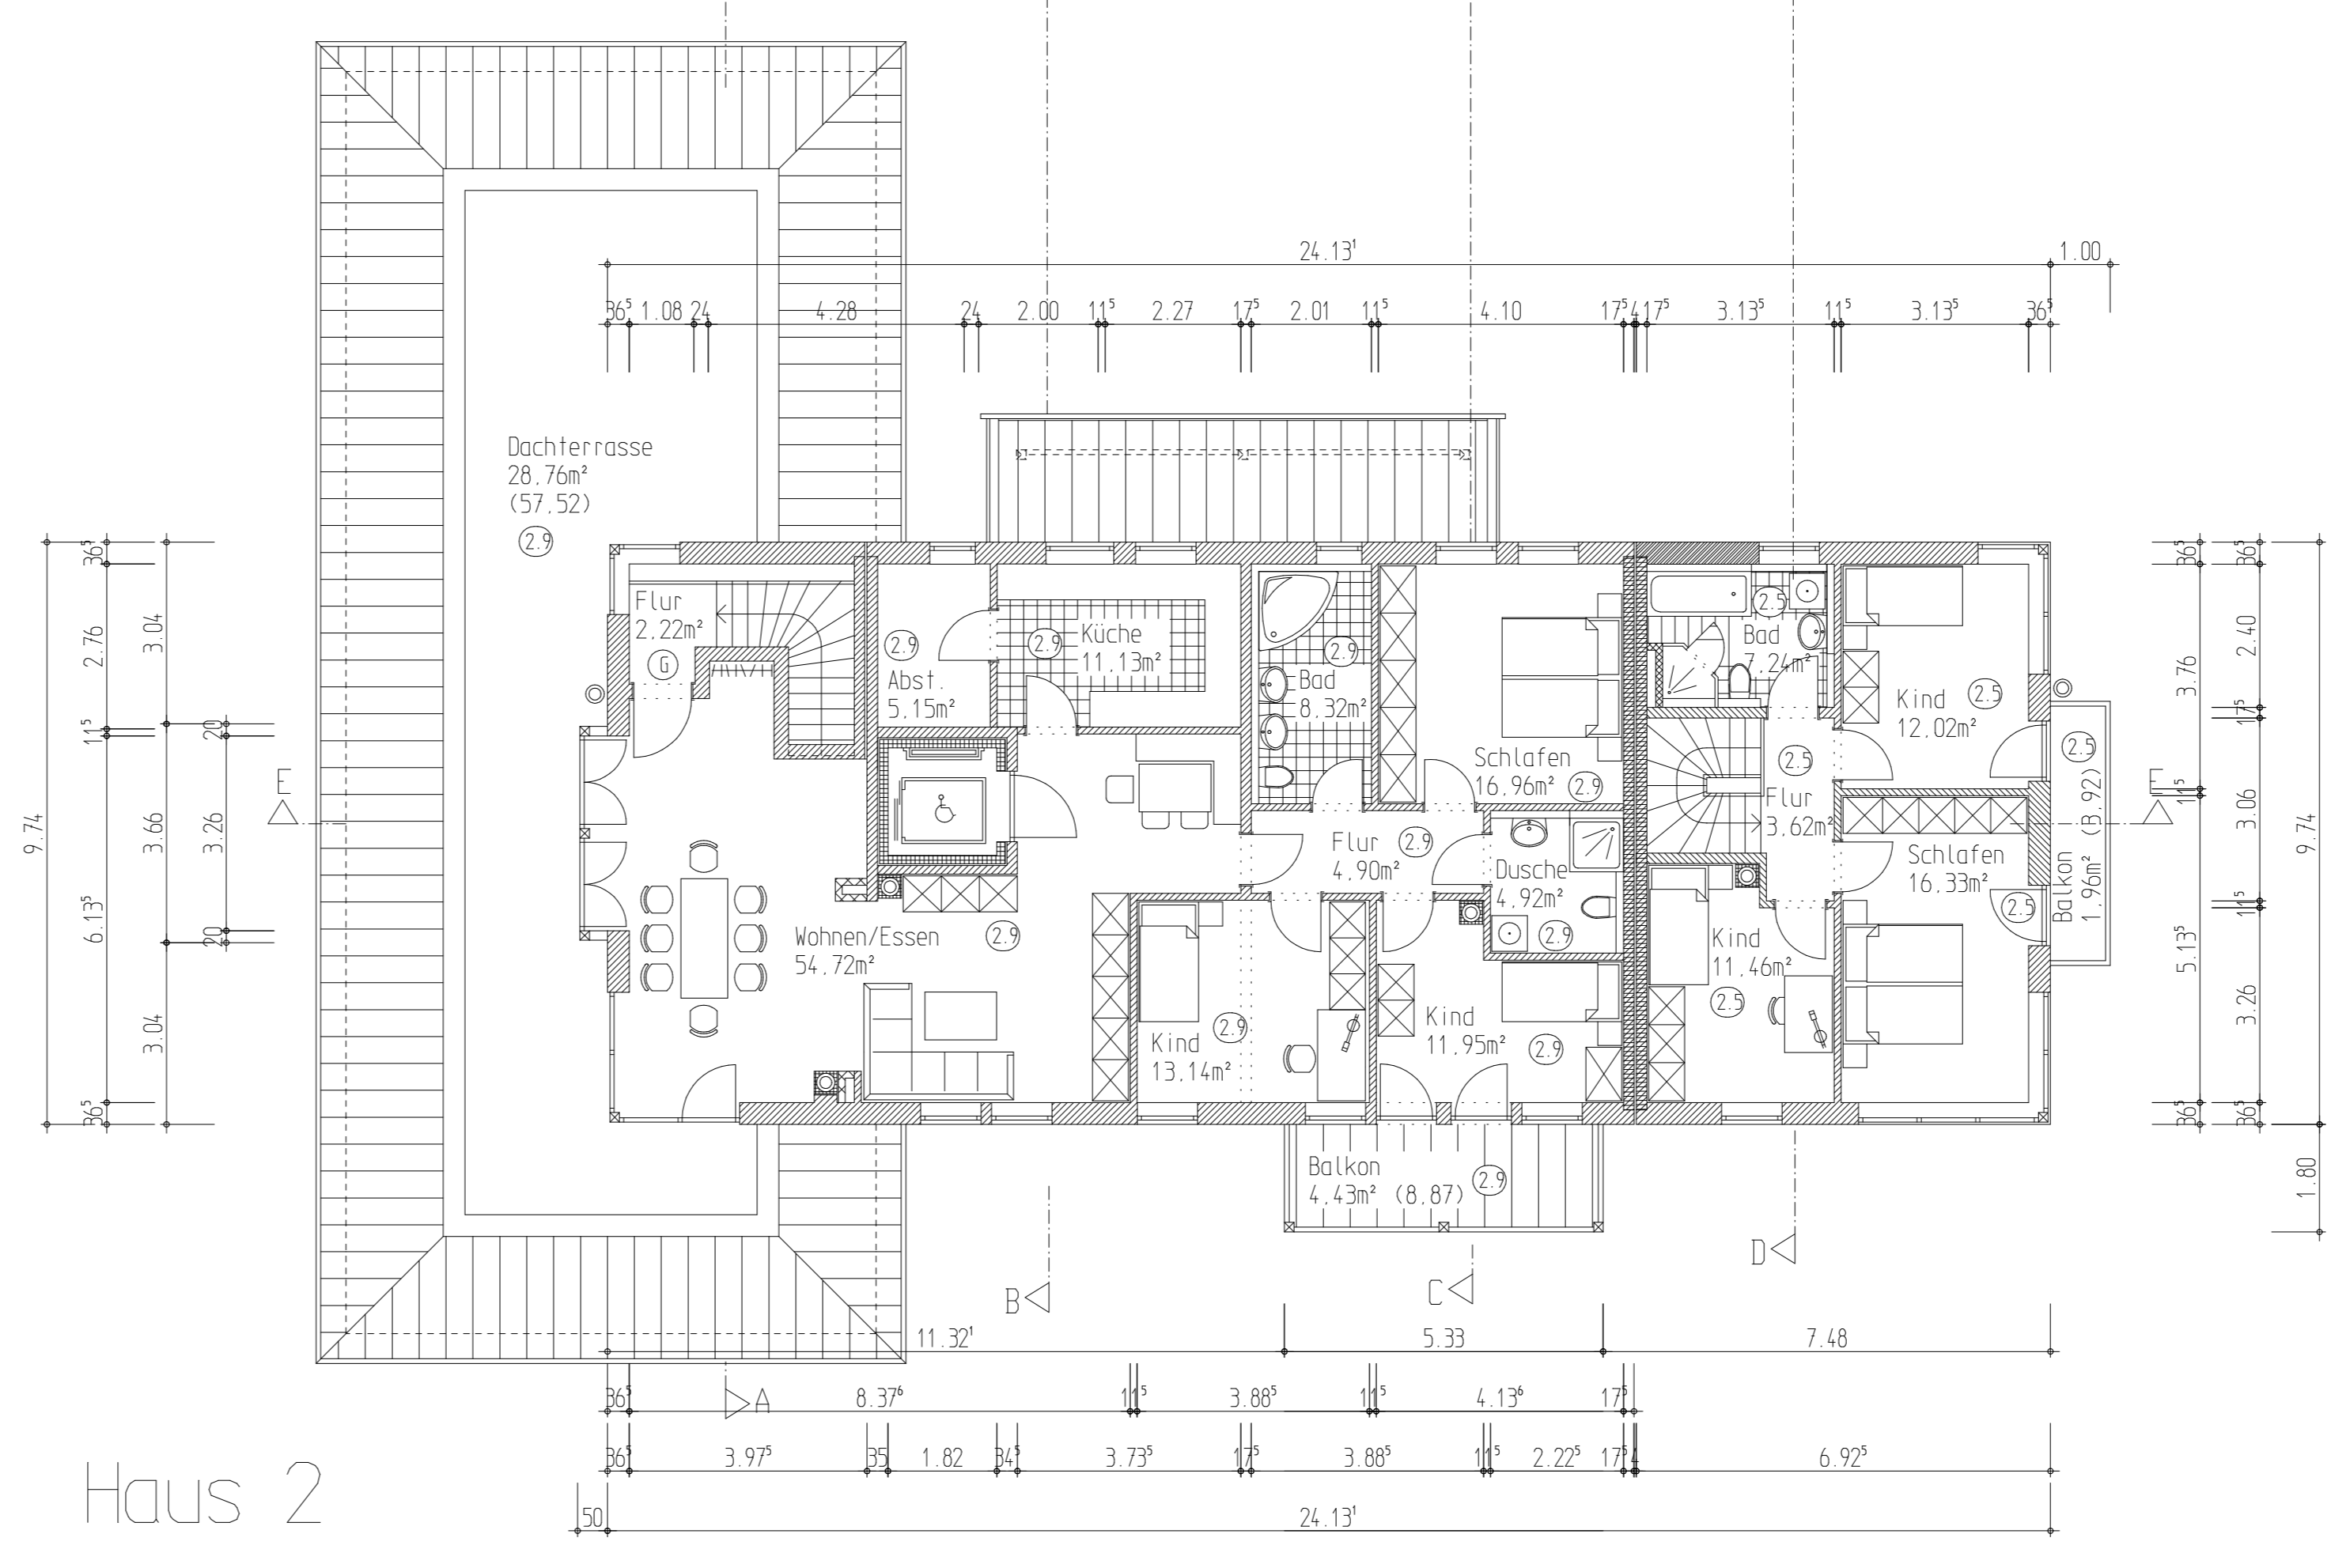 24.13¹
1.00
36⁵ 1.08 24 4.28 24 2.00 11⁵ 2.27 17⁵ 2.01 11⁵ 4.10 17⁵ 4 17⁵ 3.13⁵ 11⁵ 3.13⁵ 36⁵
Dachterrasse
28,76m²
(57,52)
2.9
Flur
2,22m²
G
2.9
Abst.
5,15m²
2.9
Küche
11,13m²
2.9
Bad
8,32m²
Schlafen
16,96m²
2.9
2.5
Bad
7,24m²
Kind
12,02m²
2.5
2.5
Flur
3,62m²
2.5
Balkon
1,96m² (B,92)
Schlafen
16,33m²
2.5
Flur
4,90m²
2.9
Dusche
4,92m²
2.9
Wohnen/Essen
54,72m²
2.9
Kind
13,14m²
2.9
Kind
11,95m²
2.9
Kind
11,46m²
2.5
Balkon
4,43m² (8,87)
2.9
9.74
36⁵
2.76
11⁵
6.13⁵
36⁵
3.04
3.66
3.04
20
3.26
20
E
E
36⁵
3.76
11⁵
5.13⁵
36⁵
36⁵
2.40
17⁵
3.06
11⁵
3.26
36⁵
9.74
1.80
A
B
C
D
11.32¹ 5.33 7.48
36⁵ 8.37⁶ 11⁵ 3.88⁵ 11⁵ 4.13⁶ 17⁵
36⁵ 3.97⁵ 35 1.82 34⁵ 3.73⁵ 17⁵ 3.88⁵ 11⁵ 2.22⁵ 17⁵ 4 6.92⁵
50 24.13¹
Haus 2